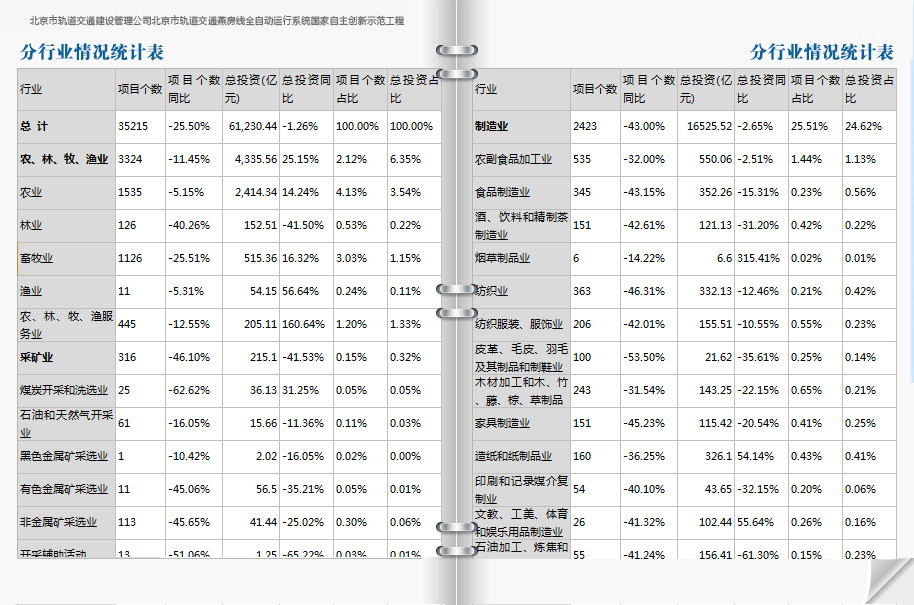 北京市轨道交通建设管理公司北京市轨道交通燕房线全自动运行系统国家自主创新示范工程
分行业情况统计表
行业 项目个数 项目个数同比 总投资(亿元) 总投资同比 项目个数占比 总投资占比
总 计 35215 -25.50% 61,230.44 -1.26% 100.00% 100.00%
农、林、牧、渔业 3324 -11.45% 4,335.56 25.15% 2.12% 6.35%
农业 1535 -5.15% 2,414.34 14.24% 4.13% 3.54%
林业 126 -40.26% 152.51 -41.50% 0.53% 0.22%
畜牧业 1126 -25.51% 515.36 16.32% 3.03% 1.15%
渔业 11 -5.31% 54.15 56.64% 0.24% 0.11%
农、林、牧、渔服务业 445 -12.55% 205.11 160.64% 1.20% 1.33%
采矿业 316 -46.10% 215.1 -41.53% 0.15% 0.32%
煤炭开采和洗选业 25 -62.62% 36.13 31.25% 0.05% 0.05%
石油和天然气开采业 61 -16.05% 15.66 -11.36% 0.11% 0.03%
黑色金属矿采选业 1 -10.42% 2.02 -16.05% 0.02% 0.00%
有色金属矿采选业 11 -45.06% 56.5 -35.21% 0.05% 0.01%
非金属矿采选业 113 -45.65% 41.44 -25.02% 0.30% 0.06%
开采辅助活动 13 -51.06% 1.25 -65.22% 0.03% 0.01%
分行业情况统计表
行业 项目个数 项目个数同比 总投资(亿元) 总投资同比 项目个数占比 总投资占比
制造业 2423 -43.00% 16525.52 -2.65% 25.51% 24.62%
农副食品加工业 535 -32.00% 550.06 -2.51% 1.44% 1.13%
食品制造业 345 -43.15% 352.26 -15.31% 0.23% 0.56%
酒、饮料和精制茶制造业 151 -42.61% 121.13 -31.20% 0.42% 0.22%
烟草制品业 6 -14.22% 6.6 315.41% 0.02% 0.01%
纺织业 363 -46.31% 332.13 -12.46% 0.21% 0.42%
纺织服装、服饰业 206 -42.01% 155.51 -10.55% 0.55% 0.23%
皮革、毛皮、羽毛及其制品和制鞋业 100 -53.50% 21.62 -35.61% 0.25% 0.14%
木材加工和木、竹、藤、棕、草制品 243 -31.54% 143.25 -22.15% 0.65% 0.21%
家具制造业 151 -45.23% 115.42 -20.54% 0.41% 0.25%
造纸和纸制品业 160 -36.25% 326.1 54.14% 0.43% 0.41%
印刷和记录媒介复制业 54 -40.10% 43.65 -32.15% 0.20% 0.06%
文教、工美、体育和娱乐用品制造业 26 -41.32% 102.44 55.64% 0.26% 0.16%
石油加工、炼焦和 55 -41.24% 156.41 -61.30% 0.15% 0.23%